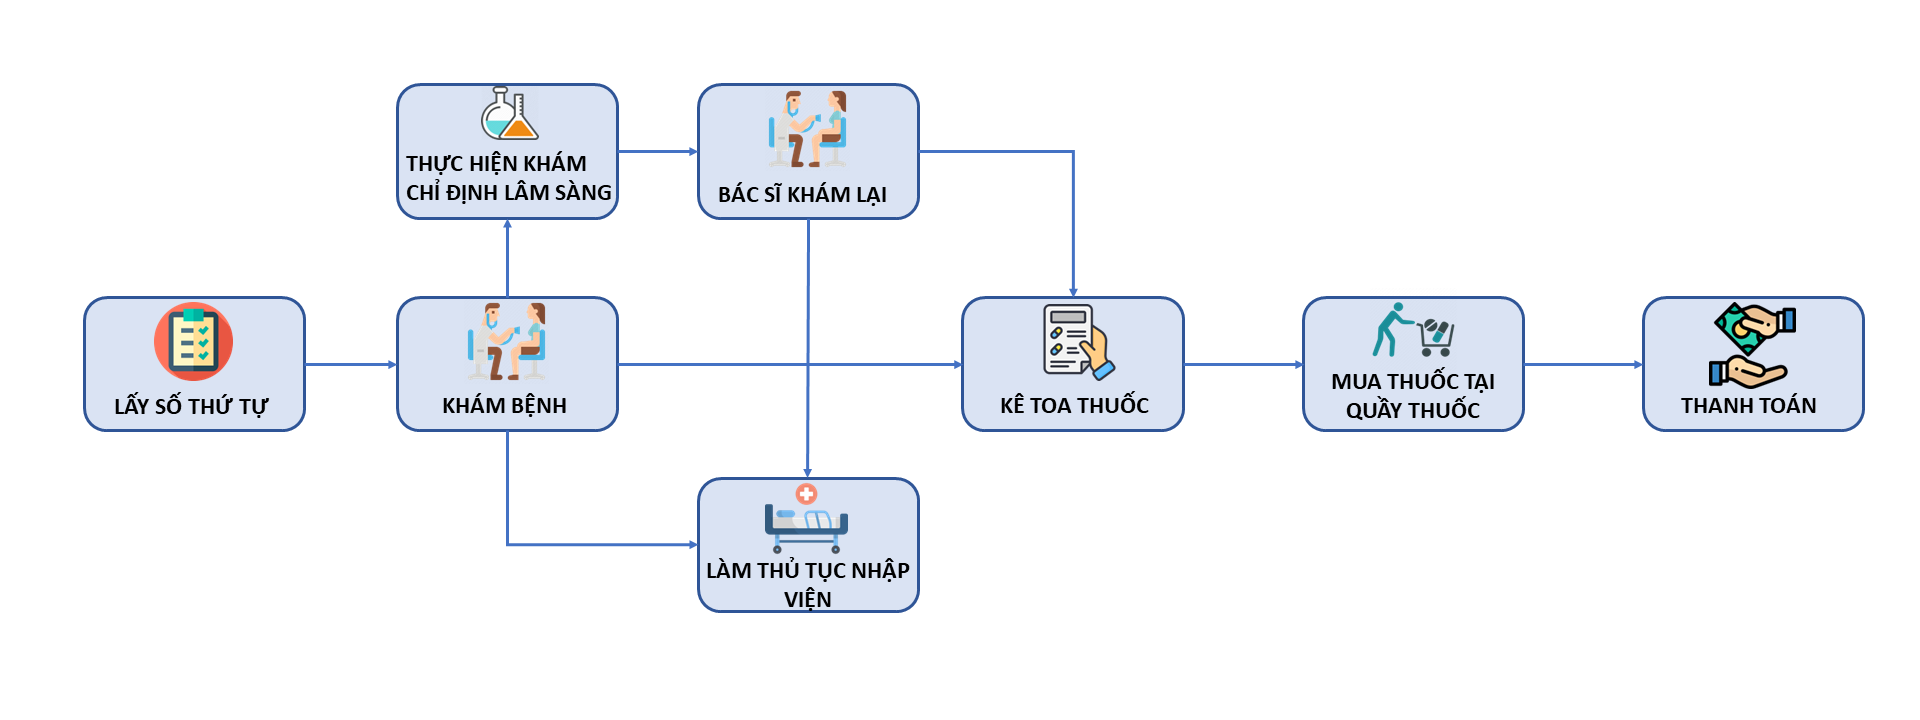 THỰC HIỆN KHÁM
CHỈ ĐỊNH LÂM SÀNG
BÁC SĨ KHÁM LẠI
LẤY SỐ THỨ TỰ
KHÁM BỆNH
KÊ TOA THUỐC
MUA THUỐC TẠI
QUẦY THUỐC
THANH TOÁN
LÀM THỦ TỤC NHẬP
VIỆN